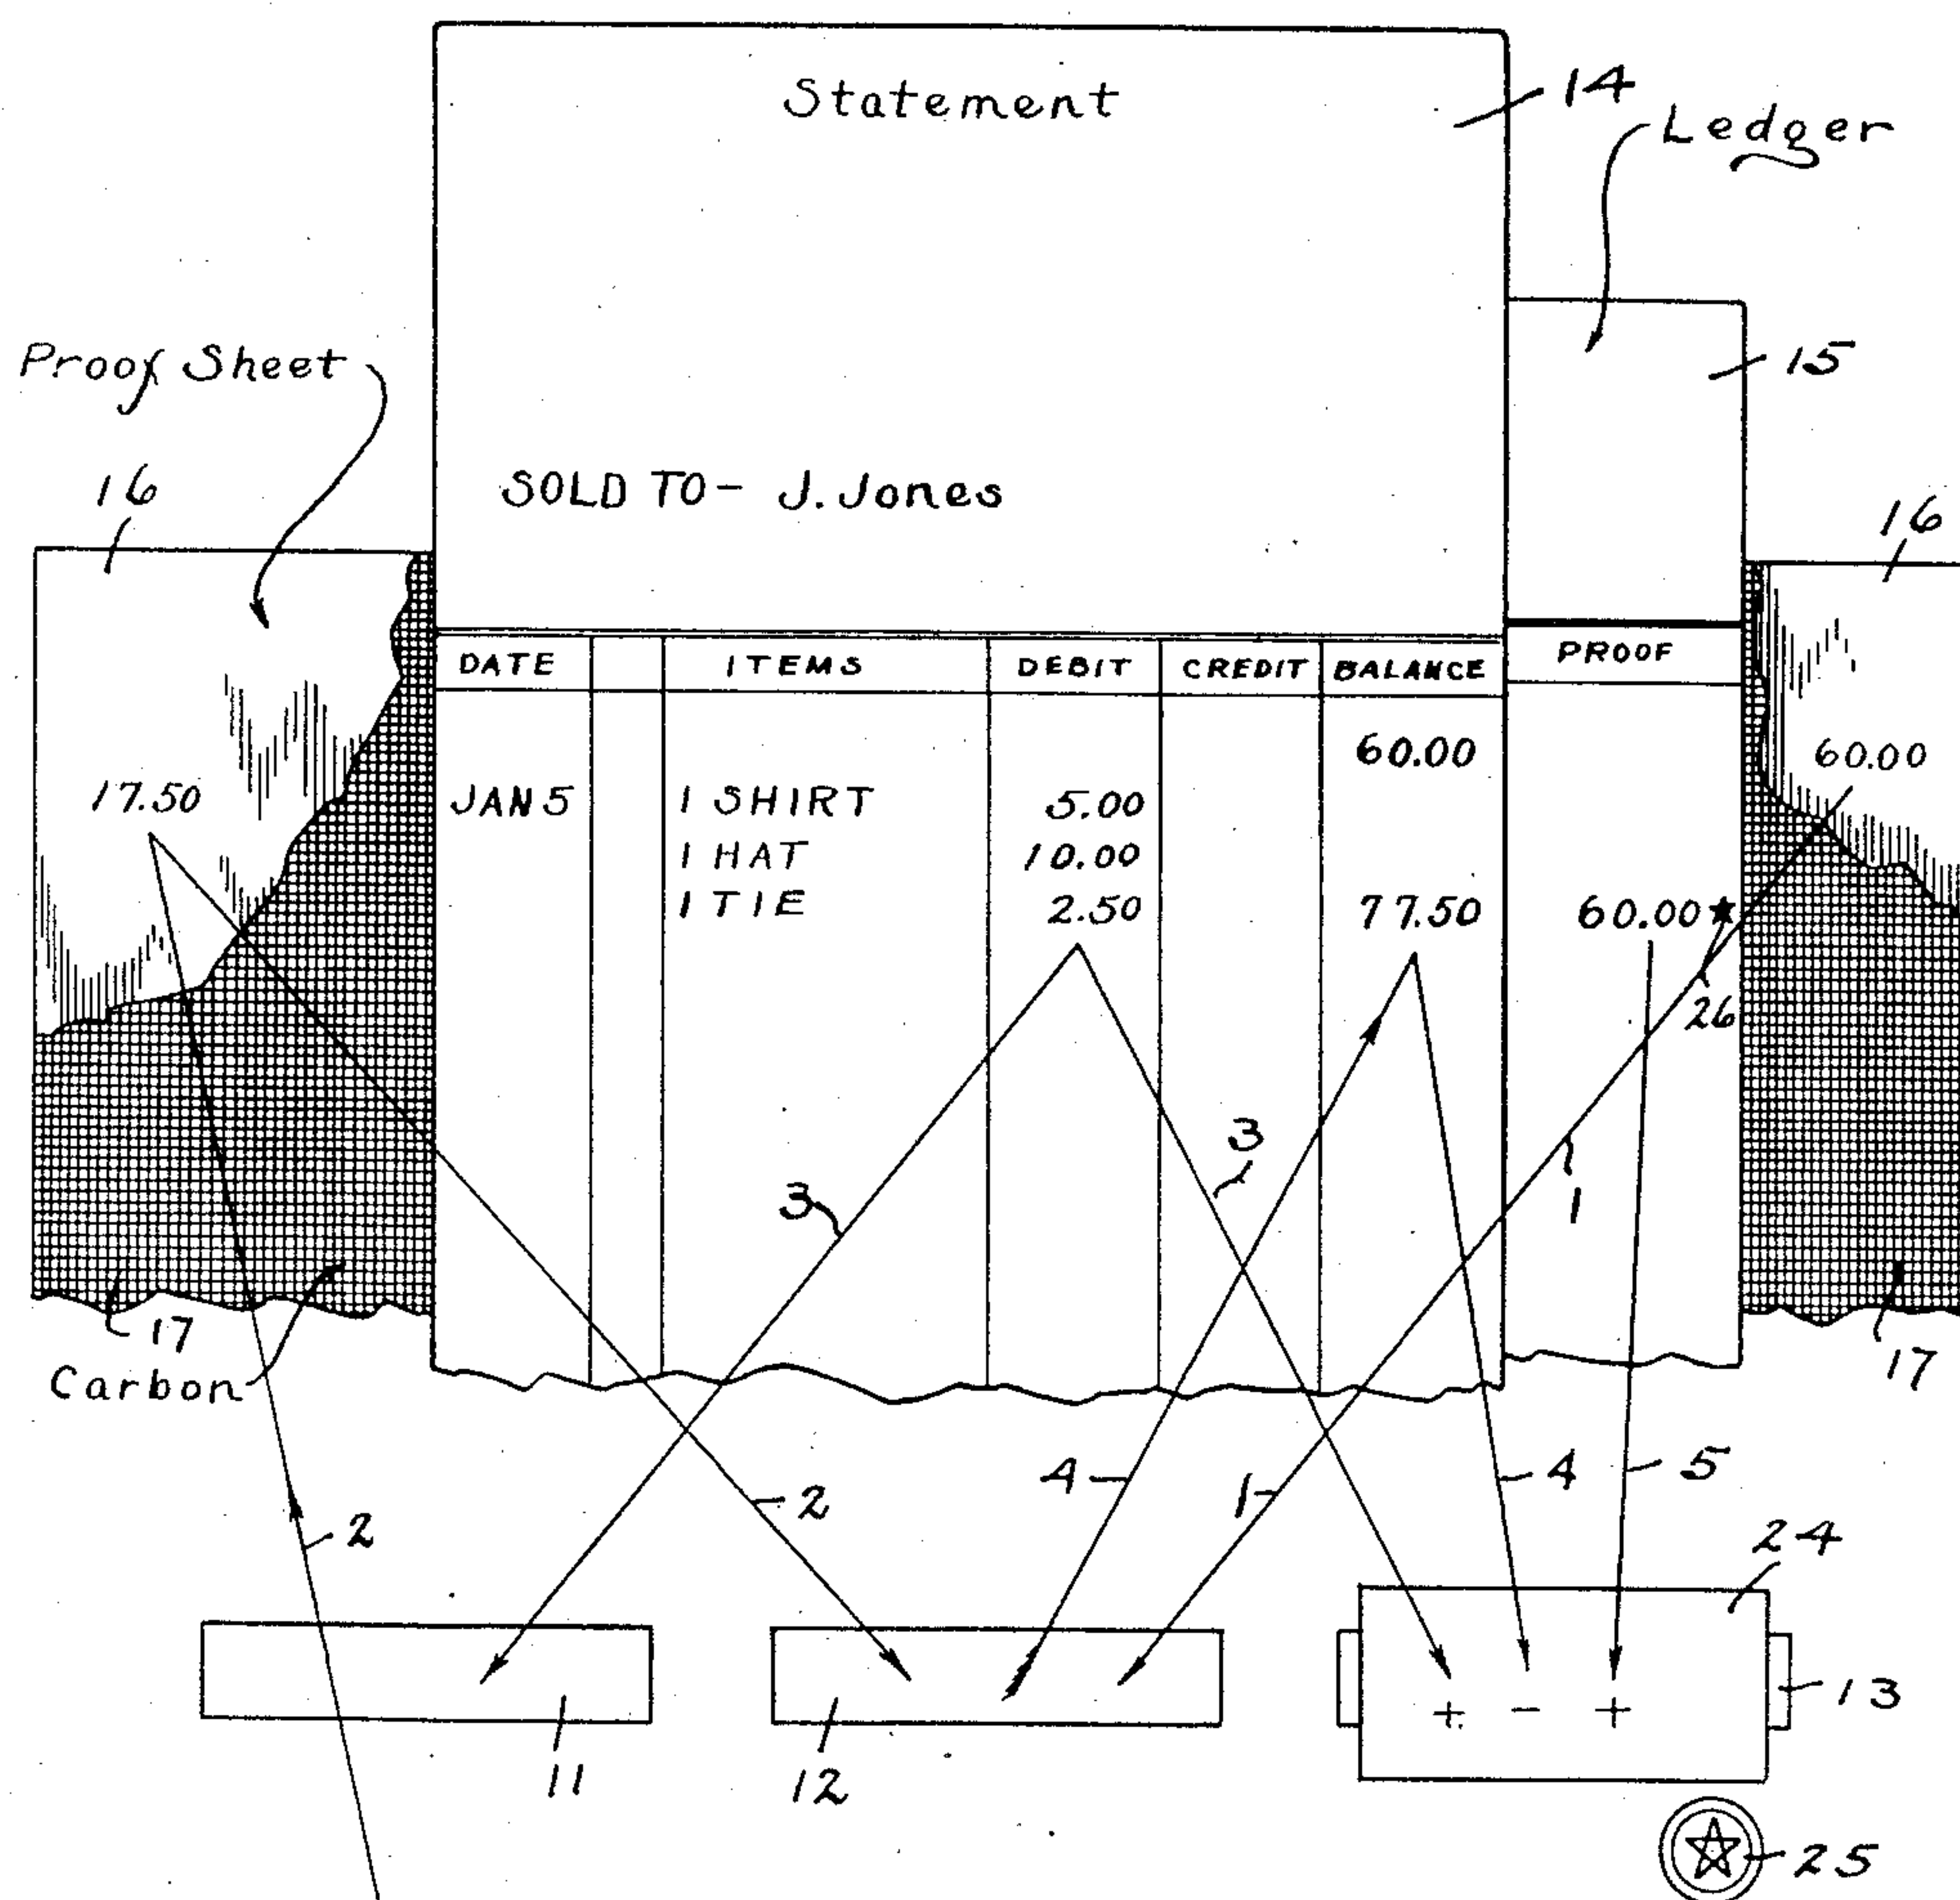 Statement
14
Ledger
Proof Sheet
15
16
SOLD TO - J. Jones
16
DATE ITEMS DEBIT CREDIT BALANCE PROOF
60.00 60.00
17.50 JAN 5 1 SHIRT 5.00
1 HAT 10.00
1 TIE 2.50 77.50 60.00★
26
3
3
1
17
Carbon
17
4
1
4
5
2
2
24
+ - +
13
11
12
25